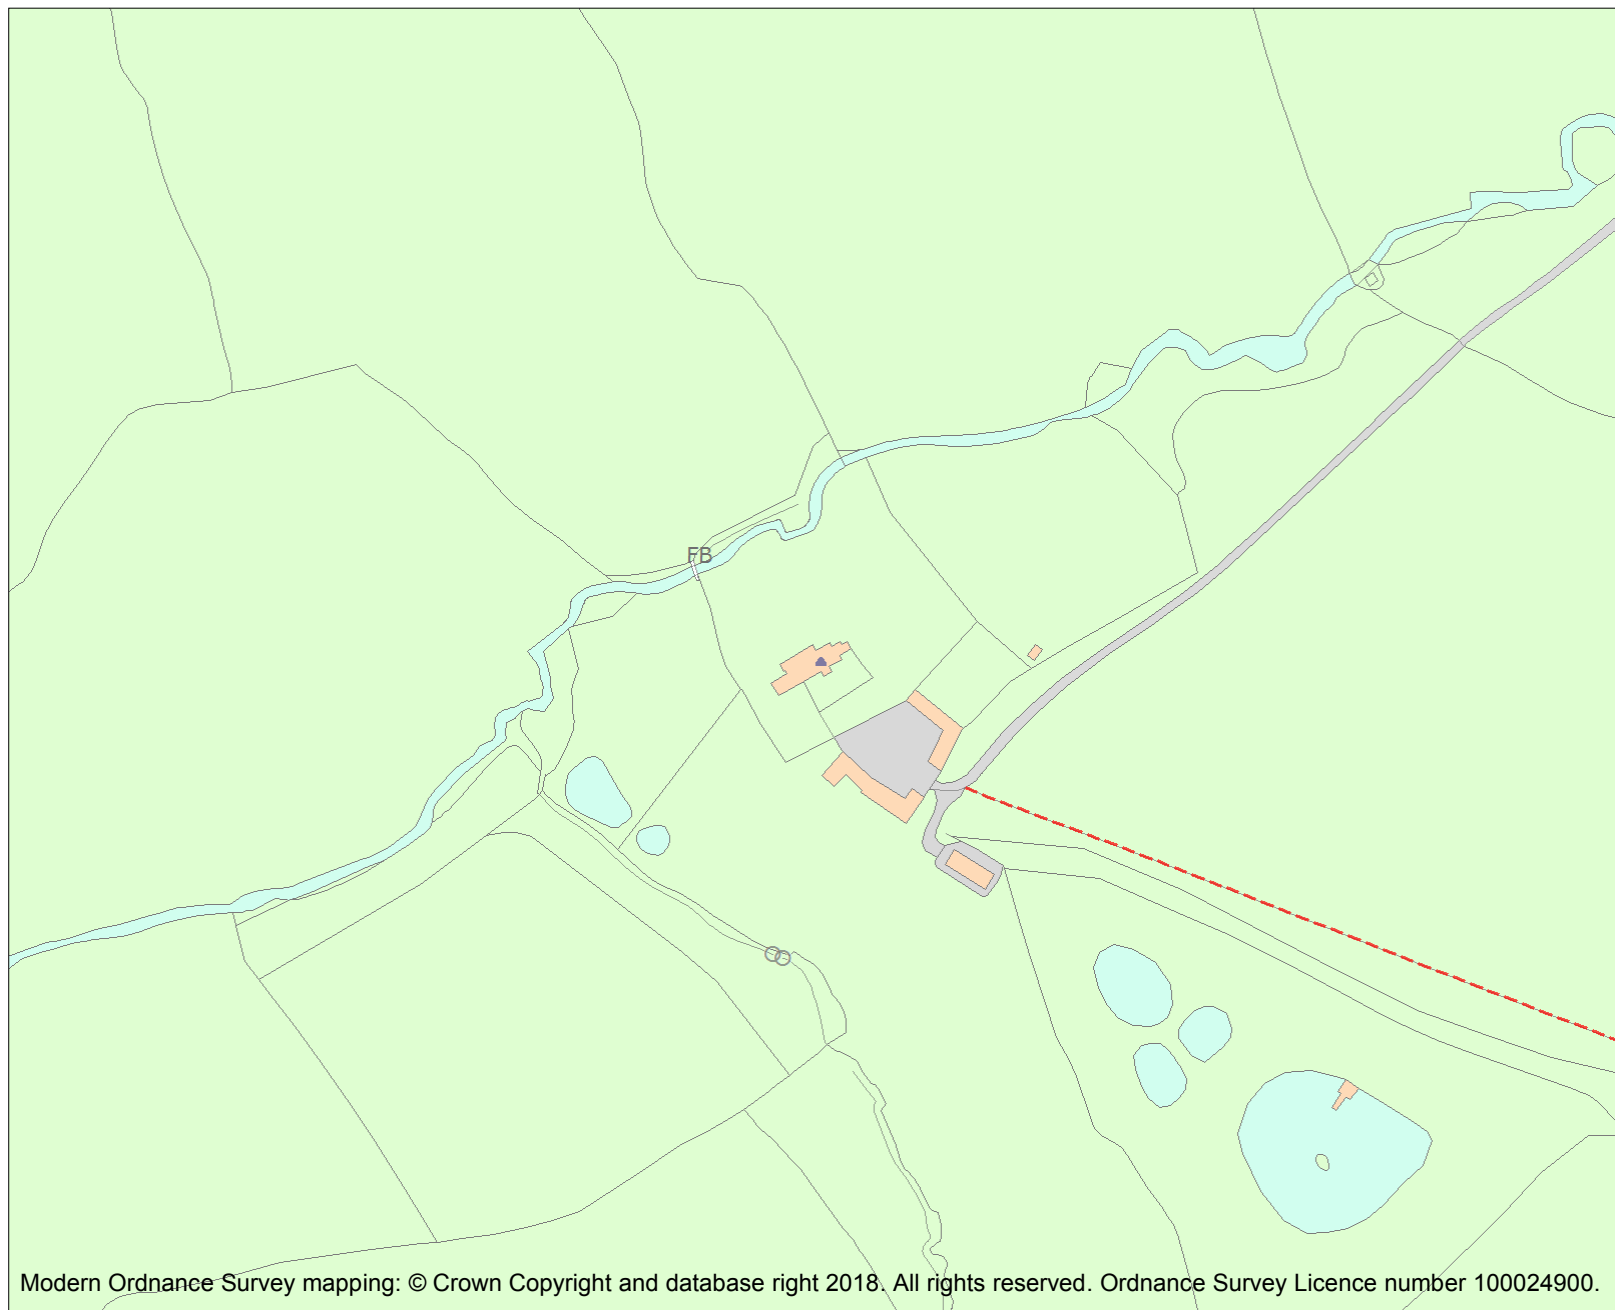 FB
Modern Ordnance Survey mapping: © Crown Copyright and database right 2018. All rights reserved. Ordnance Survey Licence number 100024900.